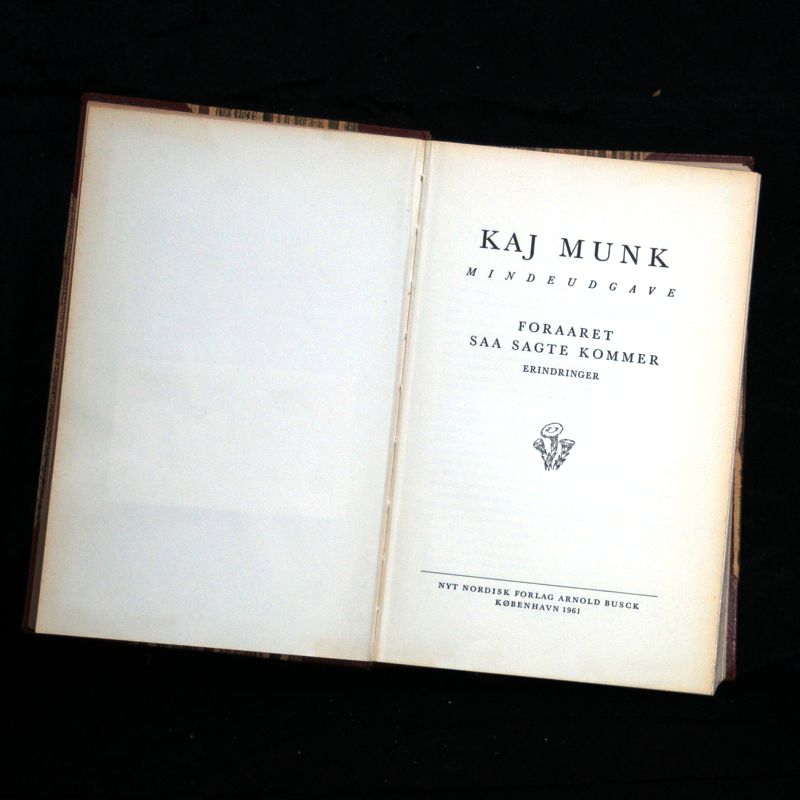 KAJ MUNK
MINDEUDGAVE
FORAARET
SAA SAGTE KOMMER
ERINDRINGER
NYT NORDISK FORLAG ARNOLD BUSCK
KØBENHAVN 1961